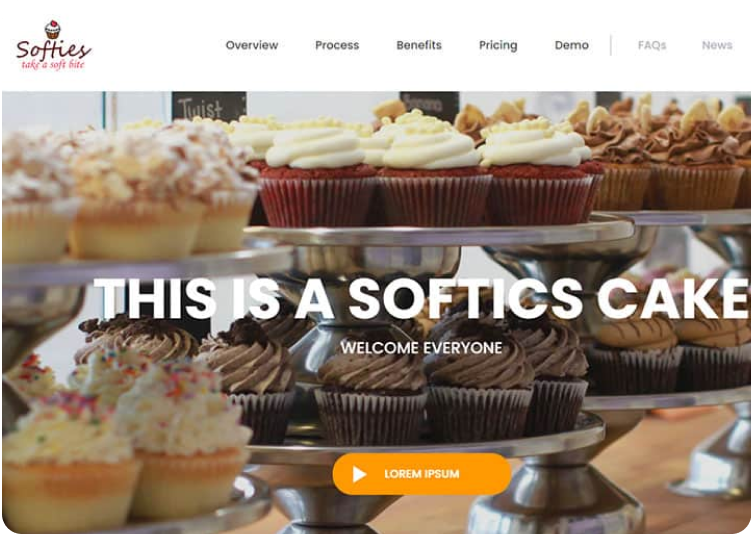 Softies
take a soft bite
Overview Process Benefits Pricing Demo FAQs News
Twist
Banana
THIS IS A SOFTICS CAKE
WELCOME EVERYONE
LOREM IPSUM